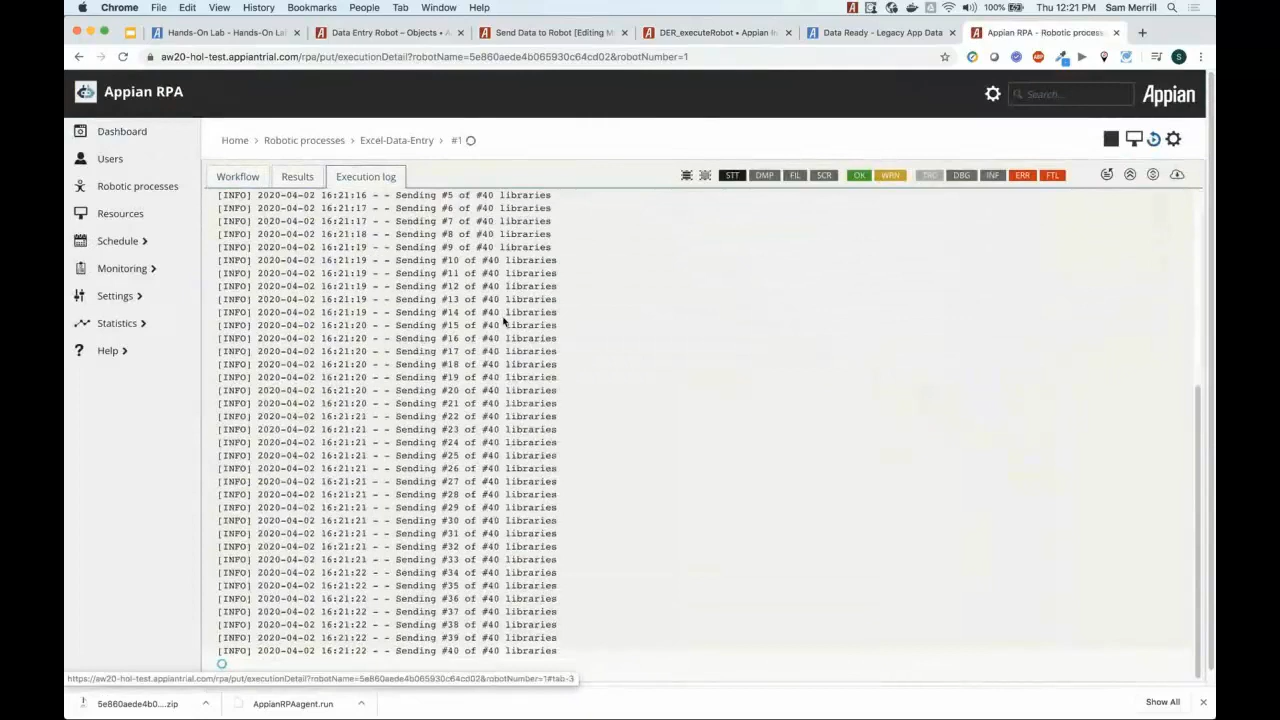 Chrome File Edit View History Bookmarks People Tab Window Help 100% Thu 12:21 PM Sam Merrill
Hands-On Lab - Hands-On La × Data Entry Robot – Objects • A × Send Data to Robot [Editing M × DER_executeRobot • Appian × Data Ready - Legacy App Data × Appian RPA - Robotic process × +
aw20-hol-test.appiantrial.com/rpa/put/executionDetail?robotName=5e860aede4b065930c64cd02&robotNumber=1
Appian RPA Search... Appian
Dashboard
Users
Robotic processes
Resources
Schedule
Monitoring
Settings
Statistics
Help
Home > Robotic processes > Excel-Data-Entry > #1
Workflow Results Execution log STT DMP FIL SCR OK WRN TRC DBG INF ERR FTL
[INFO] 2020-04-02 16:21:16 - - Sending #5 of #40 libraries
[INFO] 2020-04-02 16:21:17 - - Sending #6 of #40 libraries
[INFO] 2020-04-02 16:21:17 - - Sending #7 of #40 libraries
[INFO] 2020-04-02 16:21:18 - - Sending #8 of #40 libraries
[INFO] 2020-04-02 16:21:19 - - Sending #9 of #40 libraries
[INFO] 2020-04-02 16:21:19 - - Sending #10 of #40 libraries
[INFO] 2020-04-02 16:21:19 - - Sending #11 of #40 libraries
[INFO] 2020-04-02 16:21:19 - - Sending #12 of #40 libraries
[INFO] 2020-04-02 16:21:19 - - Sending #13 of #40 libraries
[INFO] 2020-04-02 16:21:19 - - Sending #14 of #40 libraries
[INFO] 2020-04-02 16:21:20 - - Sending #15 of #40 libraries
[INFO] 2020-04-02 16:21:20 - - Sending #16 of #40 libraries
[INFO] 2020-04-02 16:21:20 - - Sending #17 of #40 libraries
[INFO] 2020-04-02 16:21:20 - - Sending #18 of #40 libraries
[INFO] 2020-04-02 16:21:20 - - Sending #19 of #40 libraries
[INFO] 2020-04-02 16:21:20 - - Sending #20 of #40 libraries
[INFO] 2020-04-02 16:21:20 - - Sending #21 of #40 libraries
[INFO] 2020-04-02 16:21:21 - - Sending #22 of #40 libraries
[INFO] 2020-04-02 16:21:21 - - Sending #23 of #40 libraries
[INFO] 2020-04-02 16:21:21 - - Sending #24 of #40 libraries
[INFO] 2020-04-02 16:21:21 - - Sending #25 of #40 libraries
[INFO] 2020-04-02 16:21:21 - - Sending #26 of #40 libraries
[INFO] 2020-04-02 16:21:21 - - Sending #27 of #40 libraries
[INFO] 2020-04-02 16:21:21 - - Sending #28 of #40 libraries
[INFO] 2020-04-02 16:21:21 - - Sending #29 of #40 libraries
[INFO] 2020-04-02 16:21:21 - - Sending #30 of #40 libraries
[INFO] 2020-04-02 16:21:21 - - Sending #31 of #40 libraries
[INFO] 2020-04-02 16:21:21 - - Sending #32 of #40 libraries
[INFO] 2020-04-02 16:21:21 - - Sending #33 of #40 libraries
[INFO] 2020-04-02 16:21:22 - - Sending #34 of #40 libraries
[INFO] 2020-04-02 16:21:22 - - Sending #35 of #40 libraries
[INFO] 2020-04-02 16:21:22 - - Sending #36 of #40 libraries
[INFO] 2020-04-02 16:21:22 - - Sending #37 of #40 libraries
[INFO] 2020-04-02 16:21:22 - - Sending #38 of #40 libraries
[INFO] 2020-04-02 16:21:22 - - Sending #39 of #40 libraries
[INFO] 2020-04-02 16:21:22 - - Sending #40 of #40 libraries
https://aw20-hol-test.appiantrial.com/rpa/put/executionDetail?robotName=5e860aede4b065930c64cd02&robotNumber=1#tab-3
5e860aede4b0....zip AppianRPAagent.run Show All